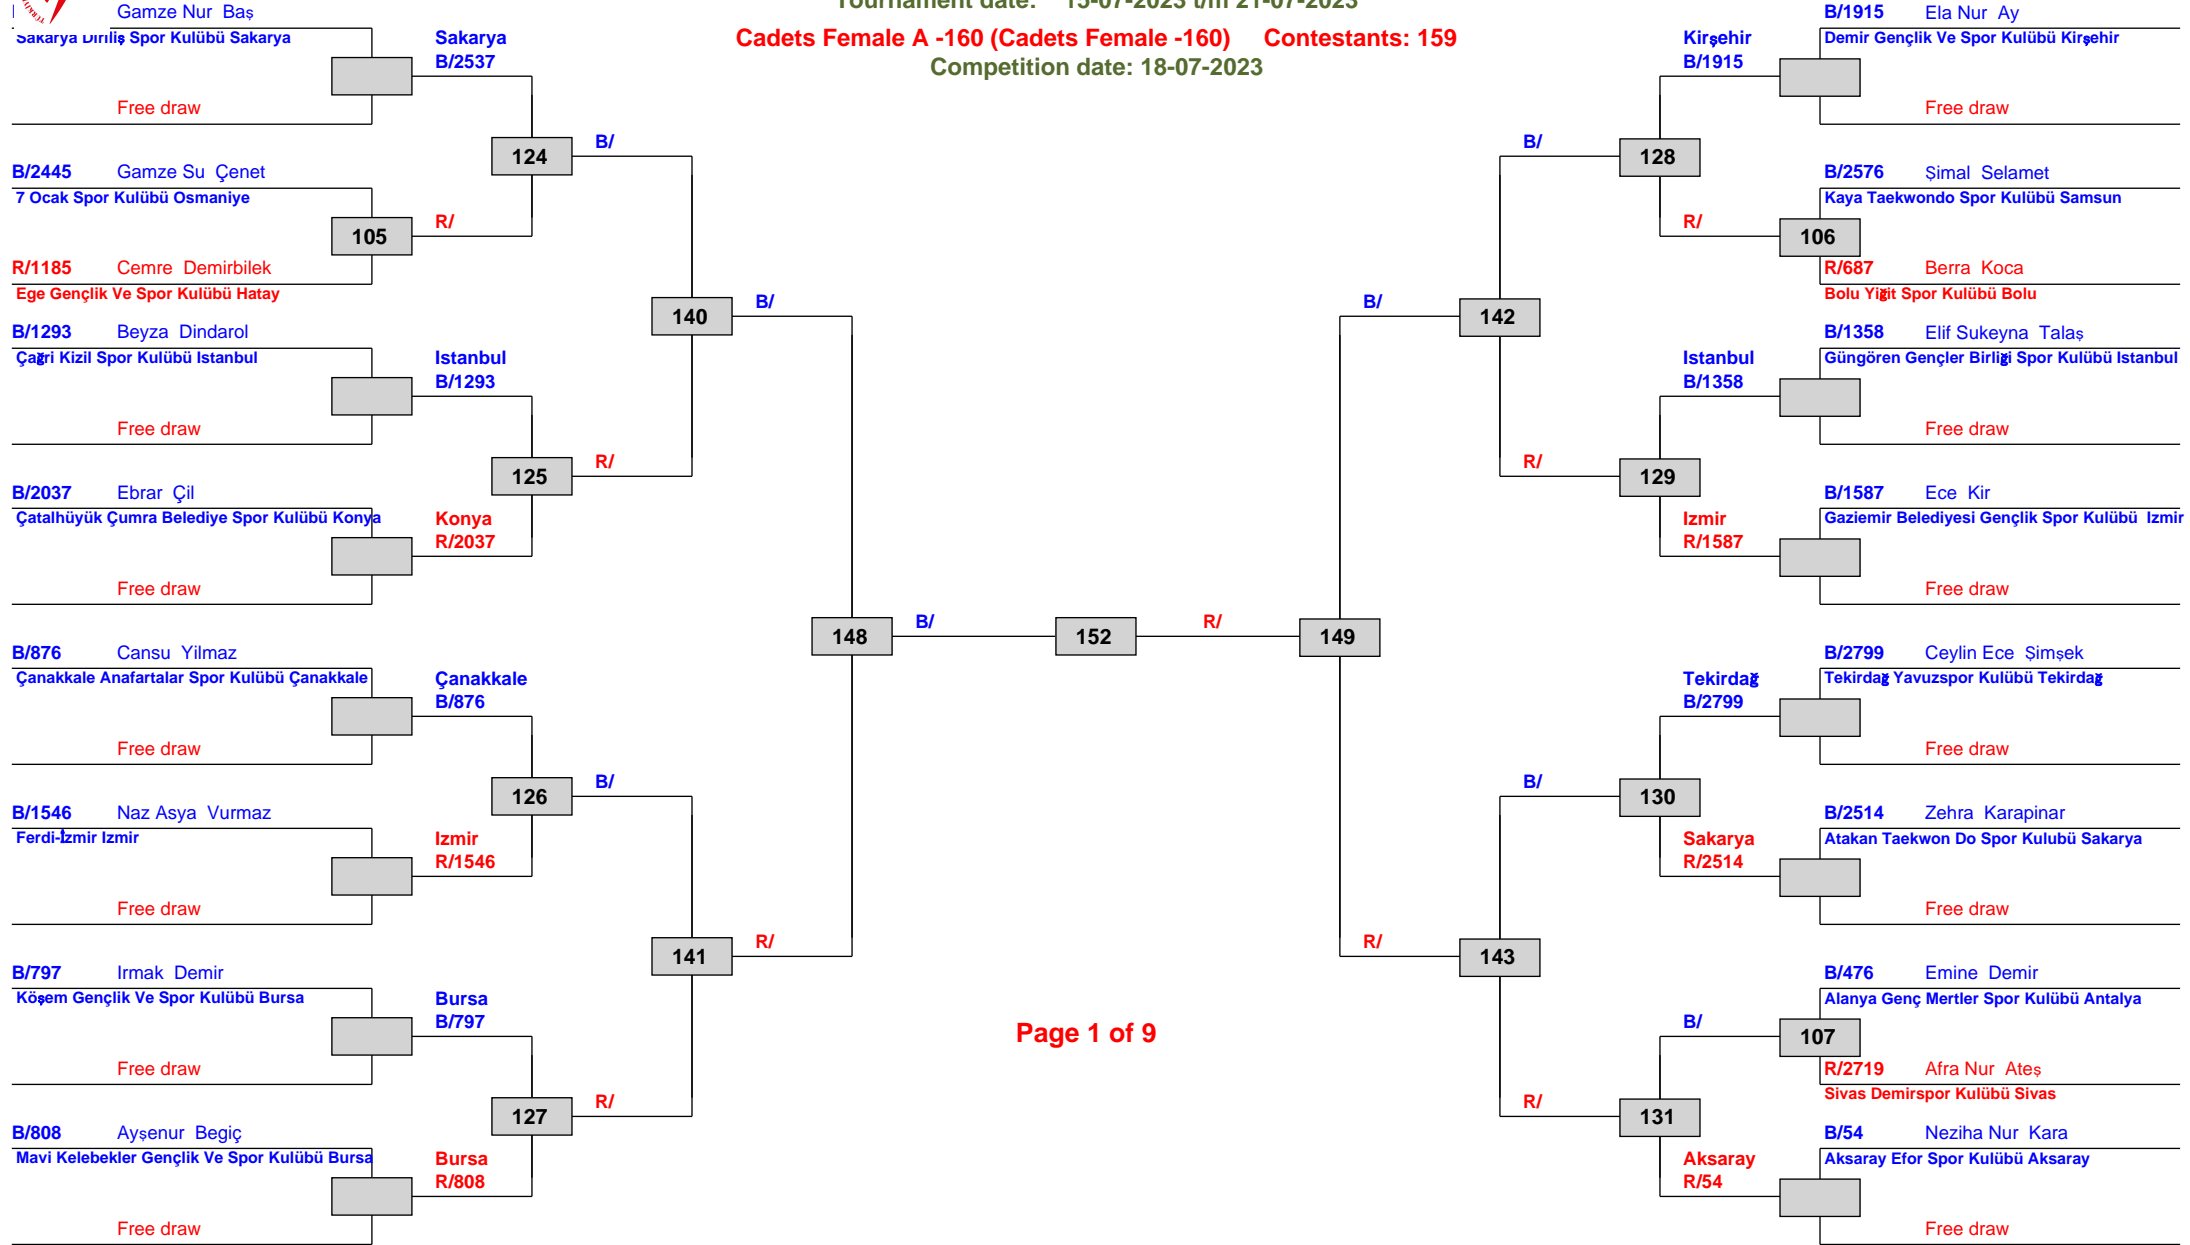 Tournament date: 15-07-2023 t/m 21-07-2023
Cadets Female A -160 (Cadets Female -160) Contestants: 159
Competition date: 18-07-2023
Gamze Nur Baş
Sakarya Diriliş Spor Kulübü Sakarya
Sakarya
B/2537
Free draw
124
B/
B/2445 Gamze Su Çenet
7 Ocak Spor Kulübü Osmaniye
105
R/
R/1185 Cemre Demirbilek
Ege Gençlik Ve Spor Kulübü Hatay
140
B/
B/1293 Beyza Dindarol
Çağri Kizil Spor Kulübü Istanbul
Istanbul
B/1293
Free draw
125
R/
B/2037 Ebrar Çil
Çatalhüyük Çumra Belediye Spor Kulübü Konya
Konya
R/2037
Free draw
148
B/
152
R/
149
B/876 Cansu Yilmaz
Çanakkale Anafartalar Spor Kulübü Çanakkale
Çanakkale
B/876
Free draw
126
B/
B/1546 Naz Asya Vurmaz
Ferdi-İzmir Izmir
Izmir
R/1546
Free draw
141
R/
B/797 Irmak Demir
Köşem Gençlik Ve Spor Kulübü Bursa
Bursa
B/797
Free draw
127
R/
B/808 Ayşenur Begiç
Mavi Kelebekler Gençlik Ve Spor Kulübü Bursa
Bursa
R/808
Free draw
Page 1 of 9
B/1915 Ela Nur Ay
Demir Gençlik Ve Spor Kulübü Kirşehir
Kirşehir
B/1915
Free draw
B/
128
B/2576 Şimal Selamet
Kaya Taekwondo Spor Kulübü Samsun
R/
106
R/687 Berra Koca
Bolu Yiğit Spor Kulübü Bolu
B/
142
B/1358 Elif Sukeyna Talaş
Güngören Gençler Birliği Spor Kulübü Istanbul
Istanbul
B/1358
Free draw
R/
129
B/1587 Ece Kir
Gaziemir Belediyesi Gençlik Spor Kulübü Izmir
Izmir
R/1587
Free draw
B/2799 Ceylin Ece Şimşek
Tekirdağ Yavuzspor Kulübü Tekirdağ
Tekirdağ
B/2799
Free draw
B/
130
B/2514 Zehra Karapinar
Atakan Taekwon Do Spor Kulubü Sakarya
Sakarya
R/2514
Free draw
R/
143
B/476 Emine Demir
Alanya Genç Mertler Spor Kulübü Antalya
B/
107
R/2719 Afra Nur Ateş
Sivas Demirspor Kulübü Sivas
R/
131
B/54 Neziha Nur Kara
Aksaray Efor Spor Kulübü Aksaray
Aksaray
R/54
Free draw